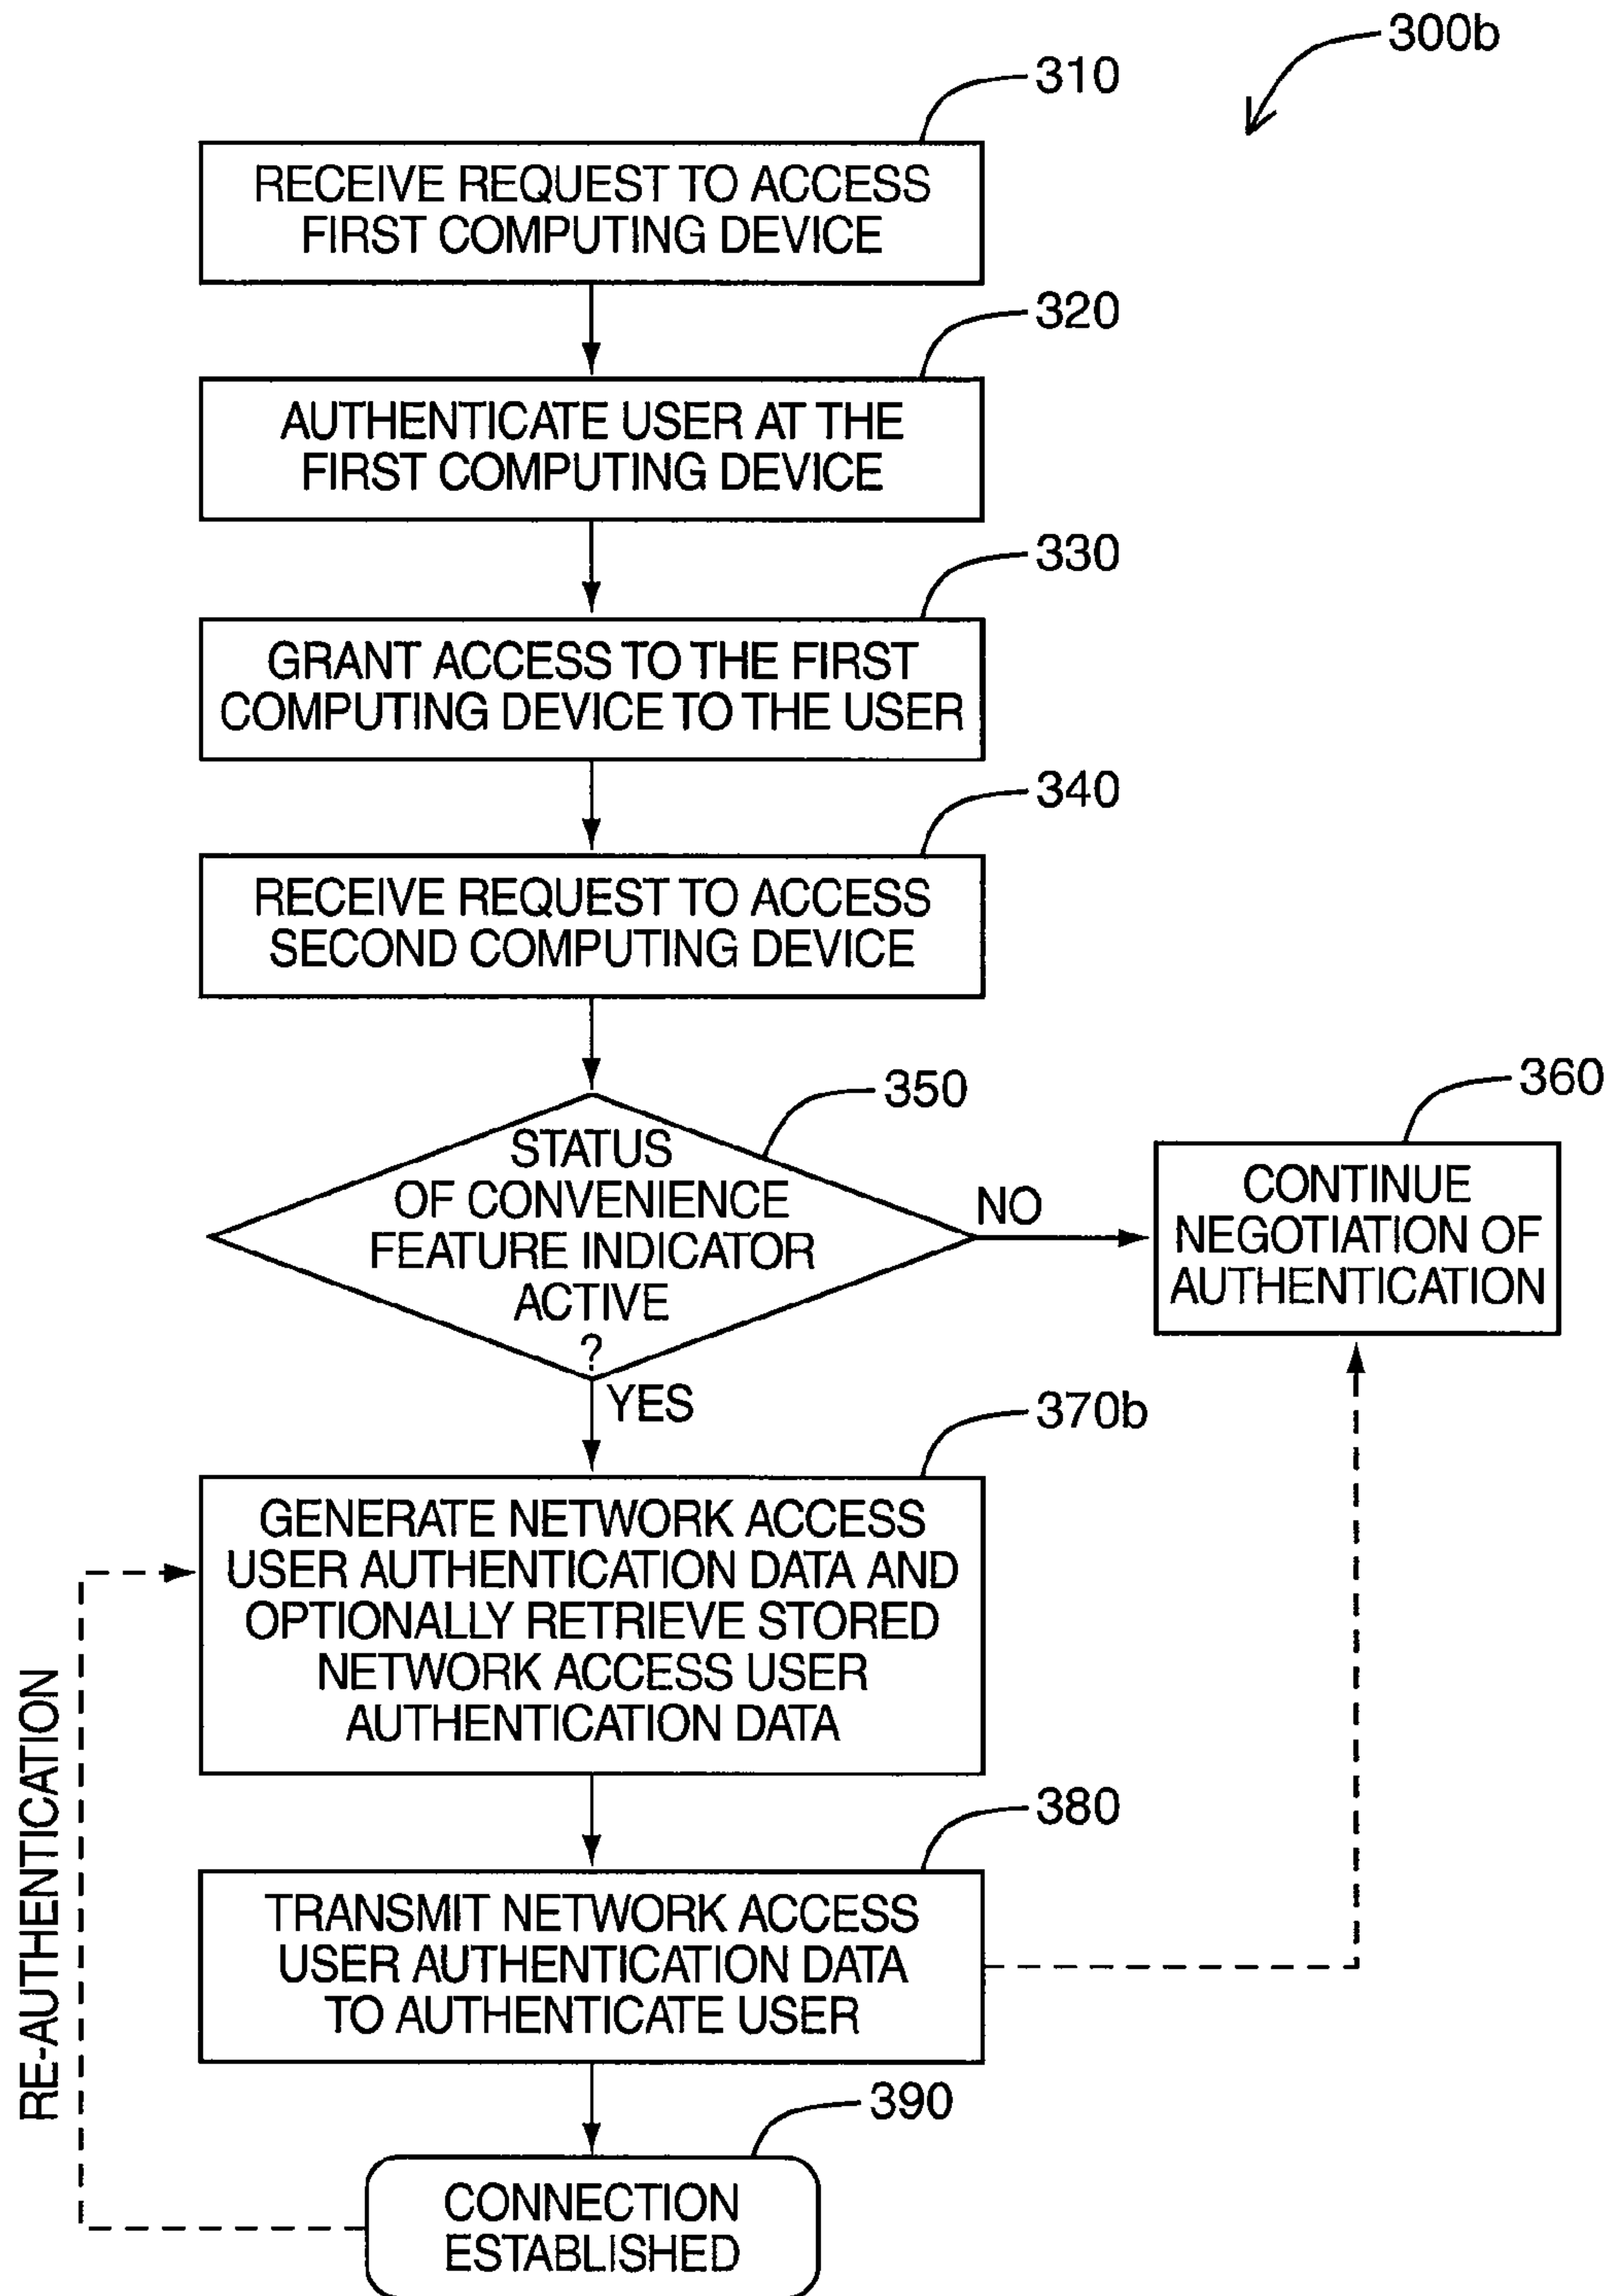 300b
310
RECEIVE REQUEST TO ACCESS
FIRST COMPUTING DEVICE
320
AUTHENTICATE USER AT THE
FIRST COMPUTING DEVICE
330
GRANT ACCESS TO THE FIRST
COMPUTING DEVICE TO THE USER
340
RECEIVE REQUEST TO ACCESS
SECOND COMPUTING DEVICE
350
STATUS
OF CONVENIENCE
FEATURE INDICATOR
ACTIVE
?
NO
360
CONTINUE
NEGOTIATION OF
AUTHENTICATION
YES
370b
GENERATE NETWORK ACCESS
USER AUTHENTICATION DATA AND
OPTIONALLY RETRIEVE STORED
NETWORK ACCESS USER
AUTHENTICATION DATA
RE-AUTHENTICATION
380
TRANSMIT NETWORK ACCESS
USER AUTHENTICATION DATA
TO AUTHENTICATE USER
390
CONNECTION
ESTABLISHED